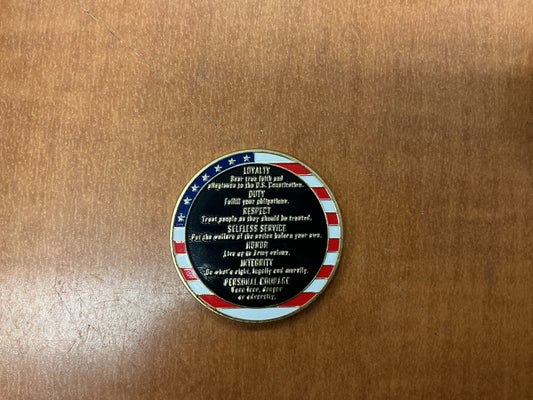 LOYALTY
Bear true faith and
allegiance to the U.S. Constitution.
DUTY
Fulfill your obligations.
RESPECT
Treat people as they should be treated.
SELFLESS SERVICE
Put the welfare of the nation before your own.
HONOR
Live up to Army values.
INTEGRITY
Do what's right, legally and morally.
PERSONAL COURAGE
Face fear, danger
or adversity.